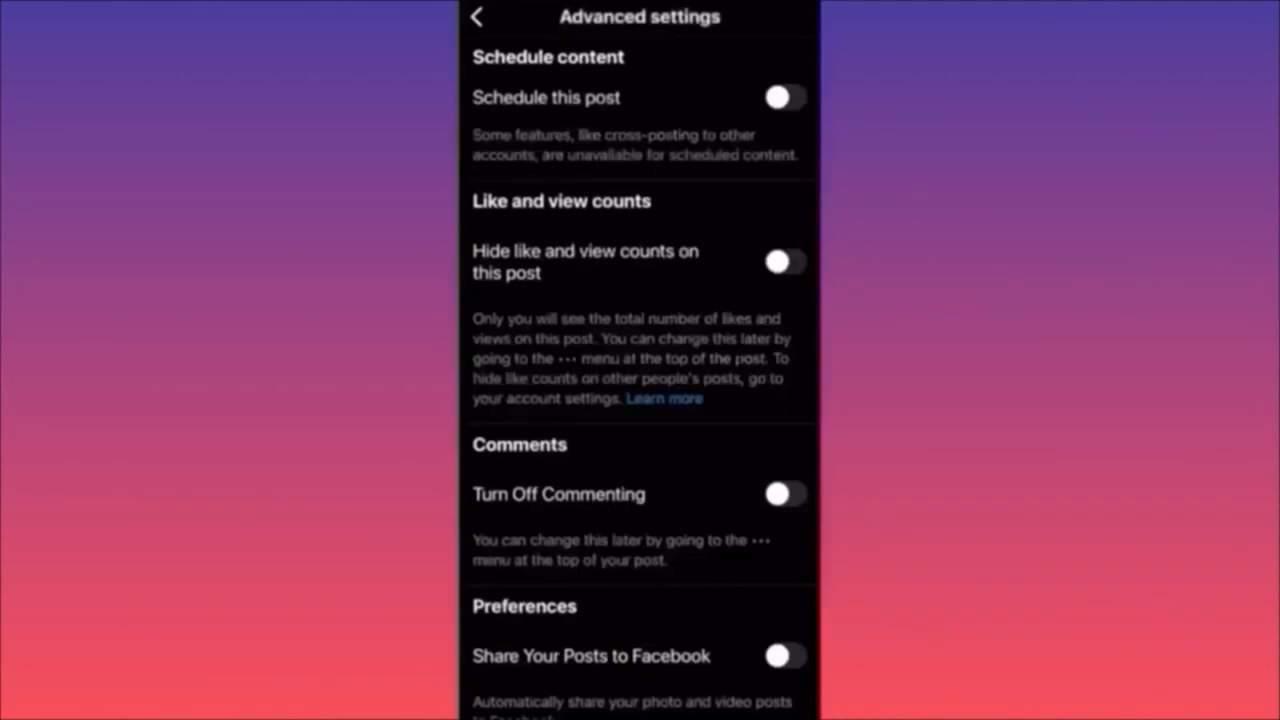 Advanced settings
Schedule content
Schedule this post
Some features, like cross-posting to other
accounts, are unavailable for scheduled content.
Like and view counts
Hide like and view counts on
this post
Only you will see the total number of likes and
views on this post. You can change this later by
going to the ··· menu at the top of the post. To
hide like counts on other people's posts, go to
your account settings. Learn more
Comments
Turn Off Commenting
You can change this later by going to the ···
menu at the top of your post.
Preferences
Share Your Posts to Facebook
Automatically share your photo and video posts
to Facebook